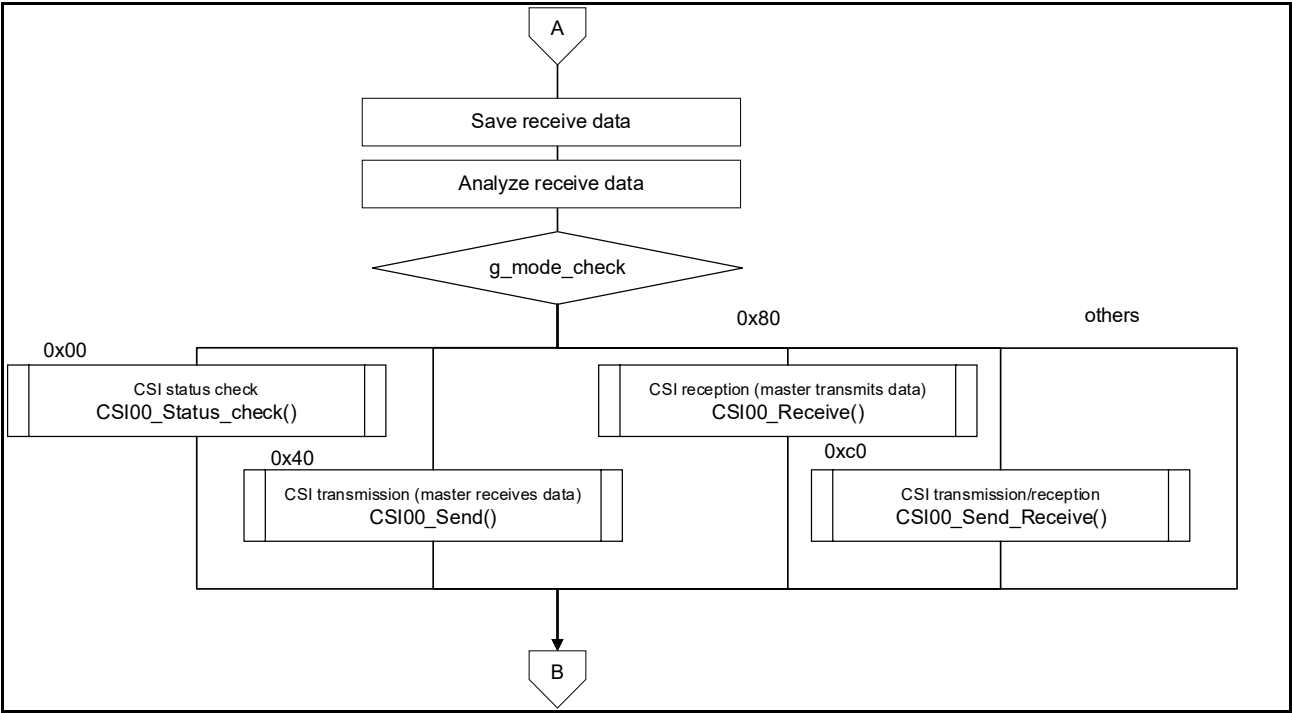 A
Save receive data
Analyze receive data
g_mode_check
0x80
others
0x00
CSI status check
CSI00_Status_check()
CSI reception (master transmits data)
CSI00_Receive()
0x40
CSI transmission (master receives data)
CSI00_Send()
0xc0
CSI transmission/reception
CSI00_Send_Receive()
B